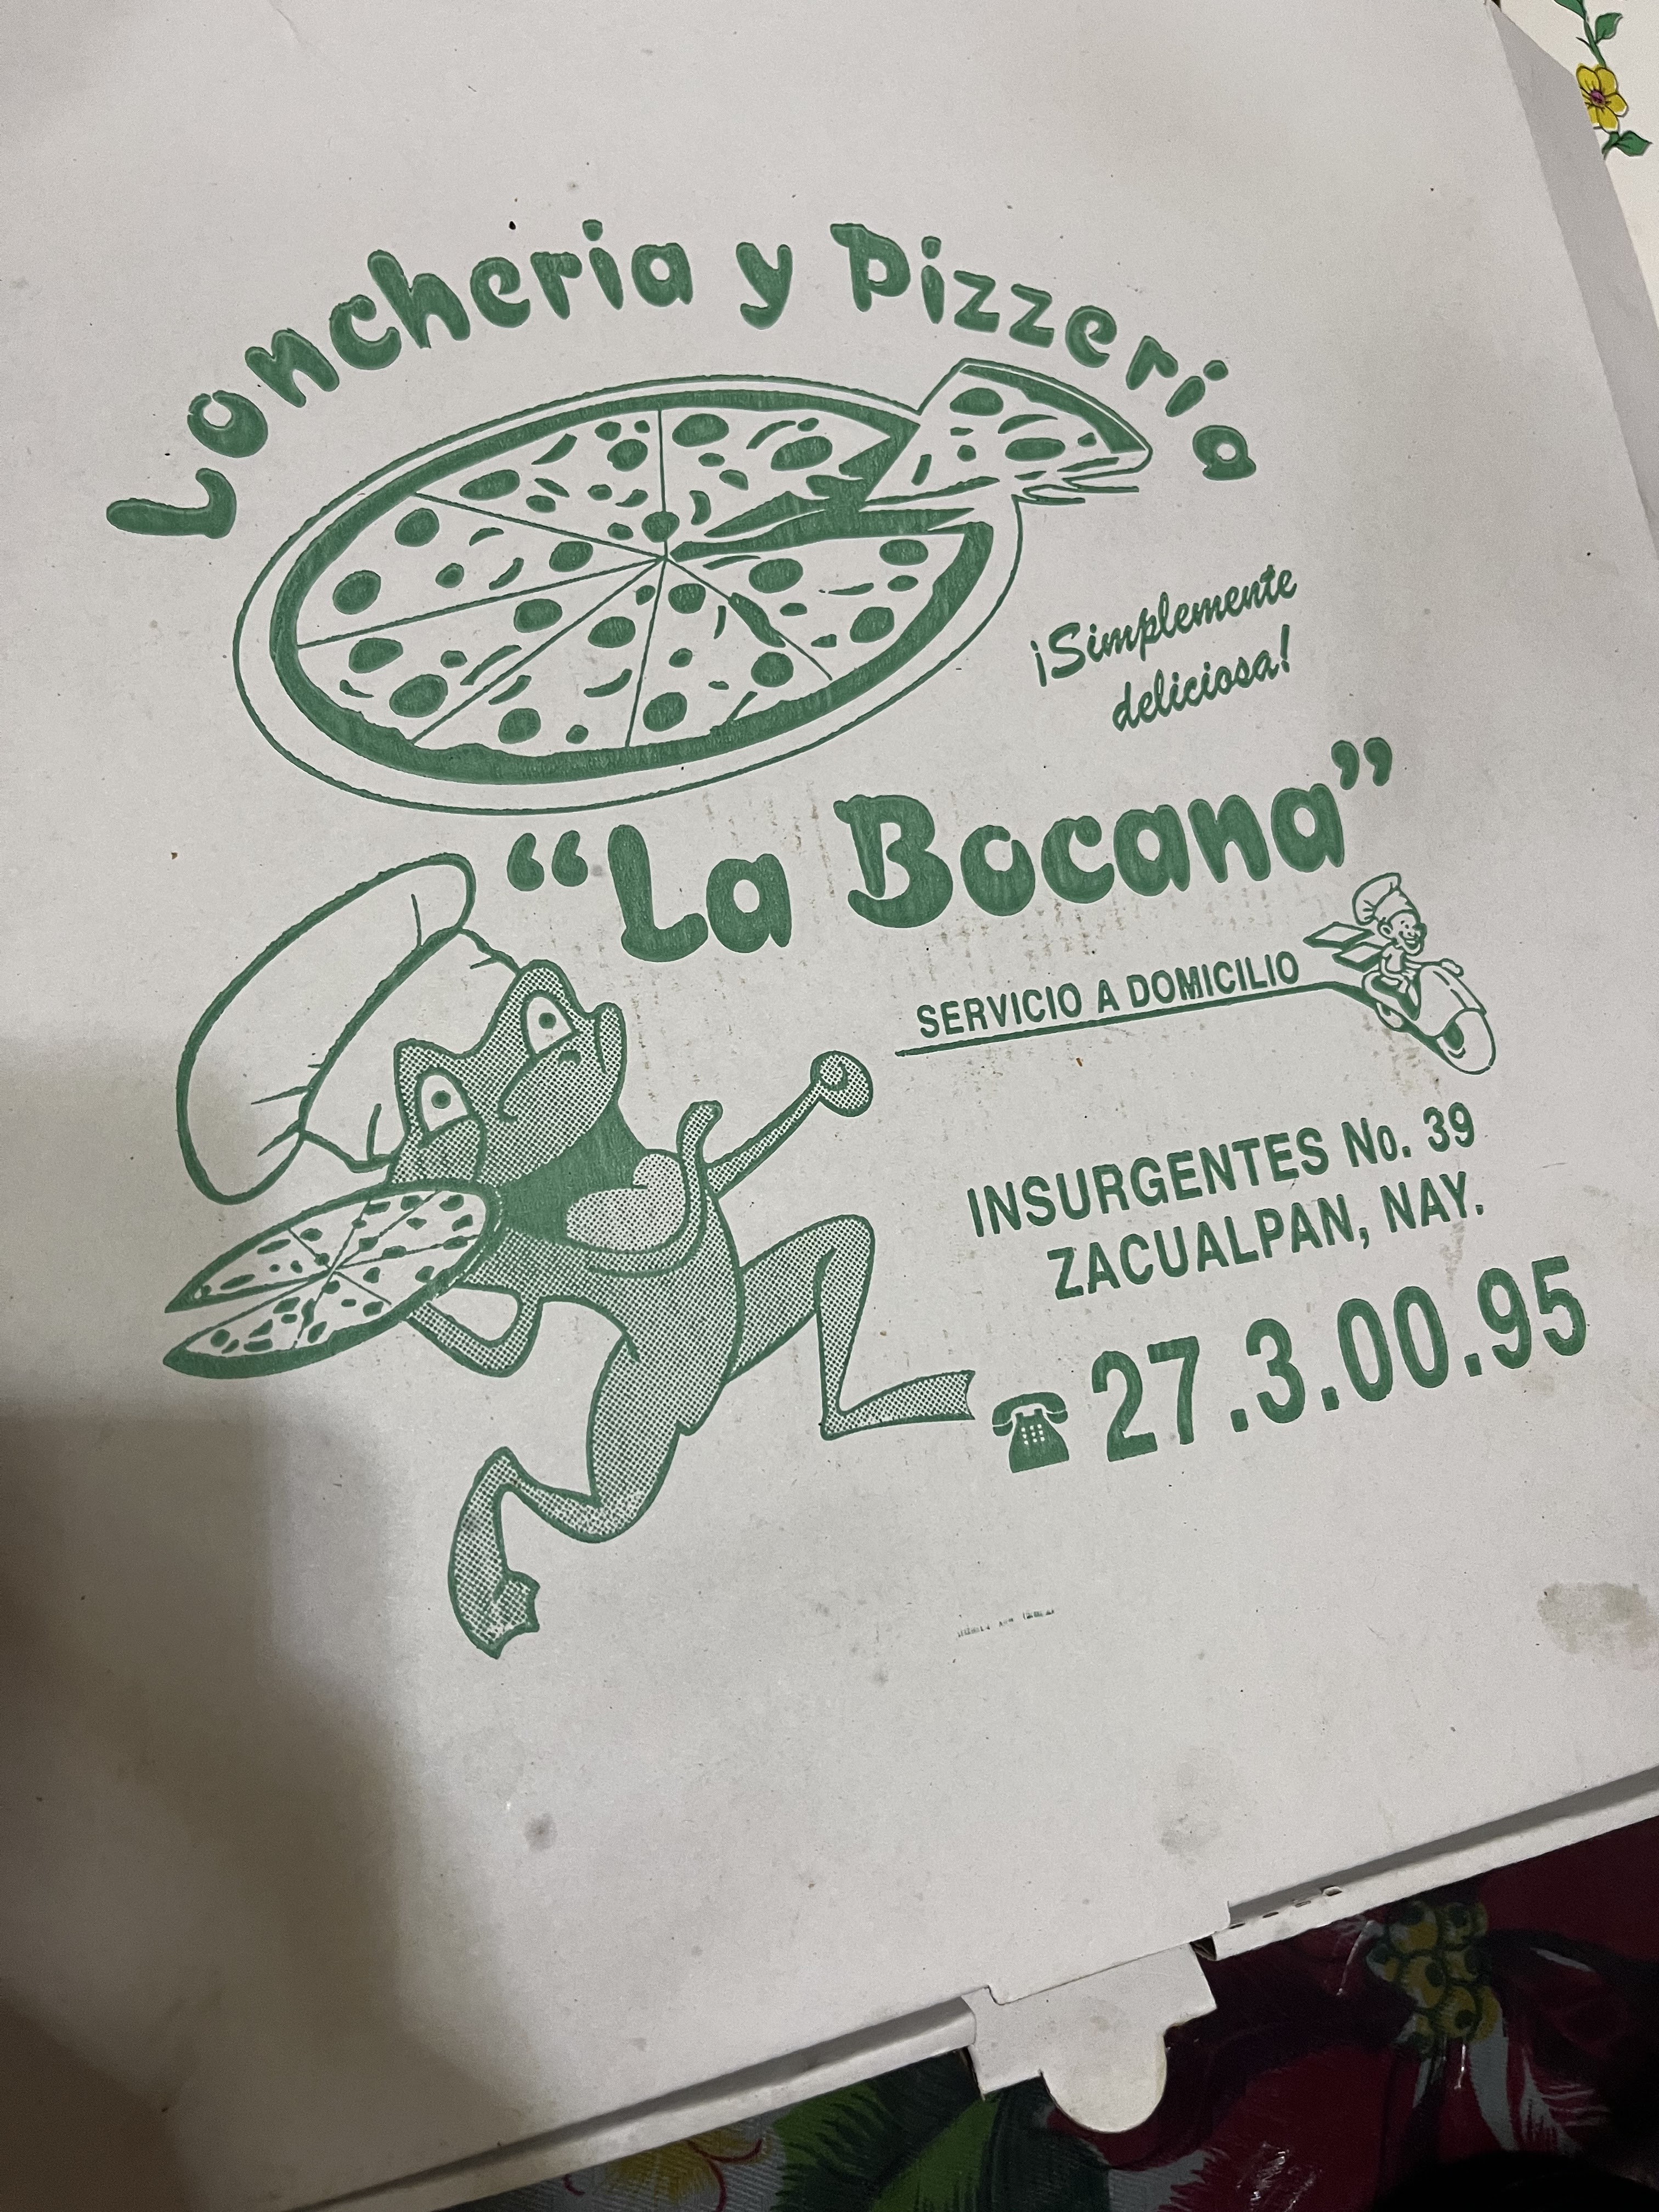 Loncheria y Pizzeria
¡Simplemente
deliciosa!
“La Bocana”
SERVICIO A DOMICILIO
INSURGENTES No. 39
ZACUALPAN, NAY.
27.3.00.95